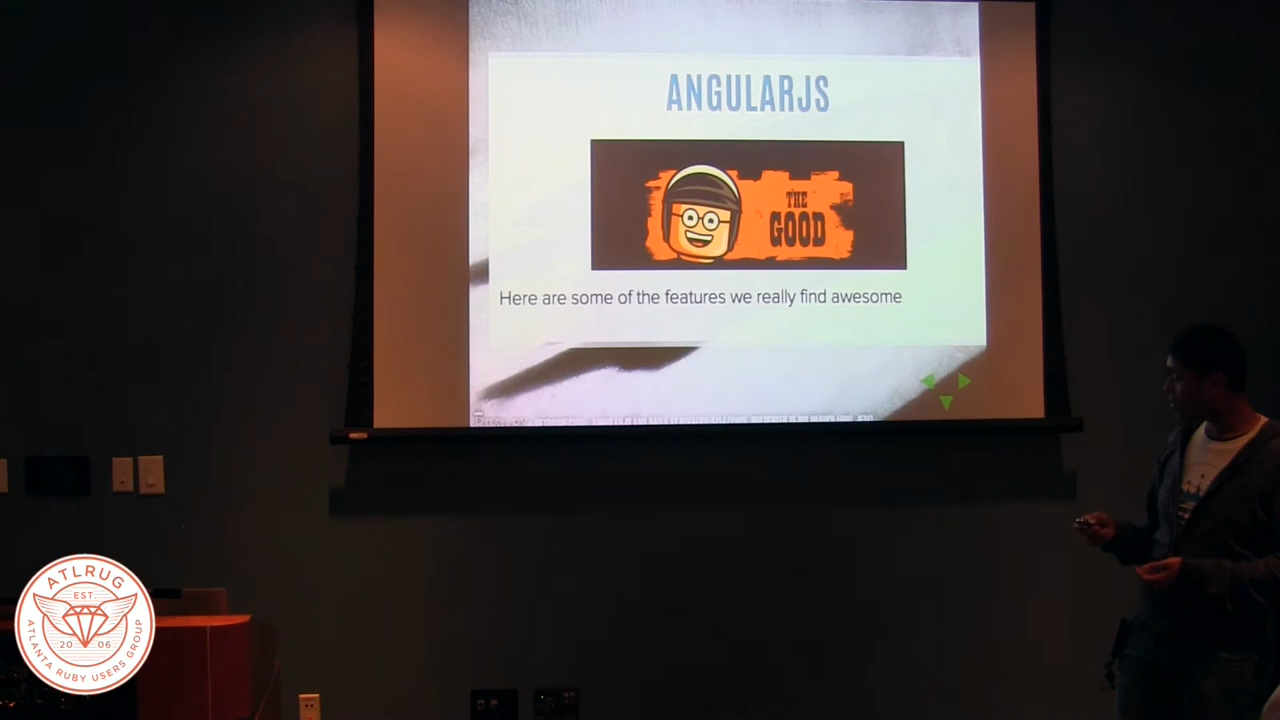 ANGULARJS
THE
GOOD
Here are some of the features we really find awesome
ATLRUG
EST.
20 06
ATLANTA RUBY USERS GROUP